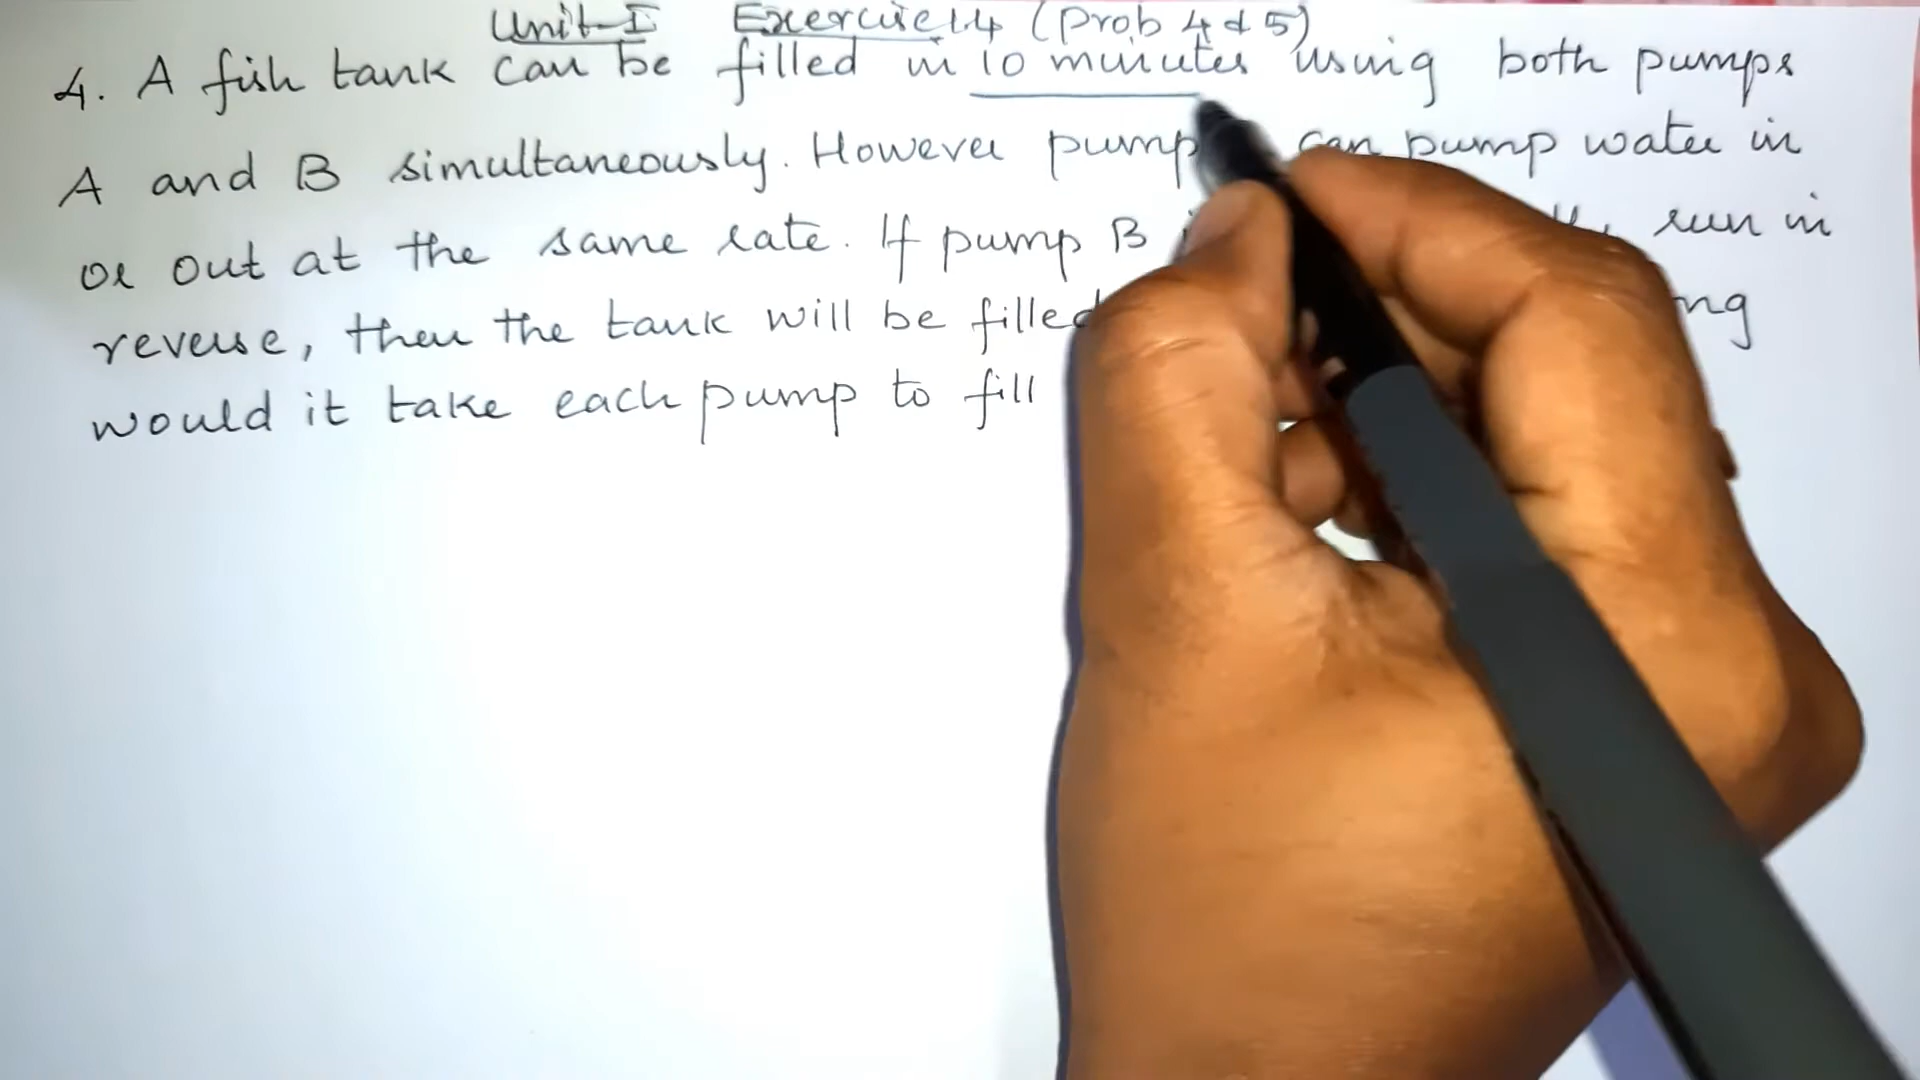 Unit-I Exercise 1.4 (Prob 4 & 5)
4. A fish tank can be filled in 10 minutes using both pumps
A and B simultaneously. However pump can pump water in
or out at the same rate. If pump B run in
reverse, then the tank will be filled
would it take each pump to fill